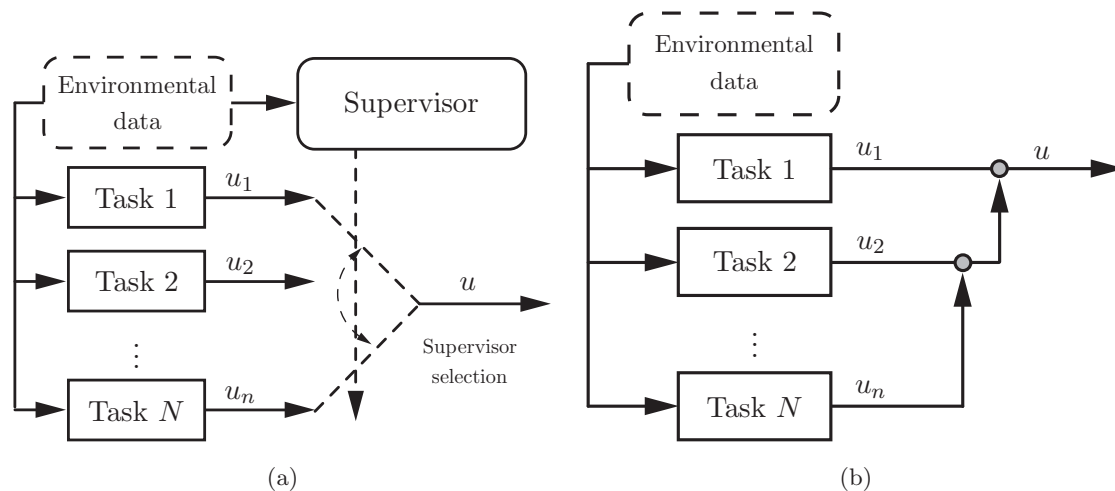 Environmental
data
Supervisor
Task 1
u₁
Task 2
u₂
⋮
Task N
uₙ
u
Supervisor
selection
(a)
Environmental
data
Task 1
u₁
u
Task 2
u₂
⋮
Task N
uₙ
(b)